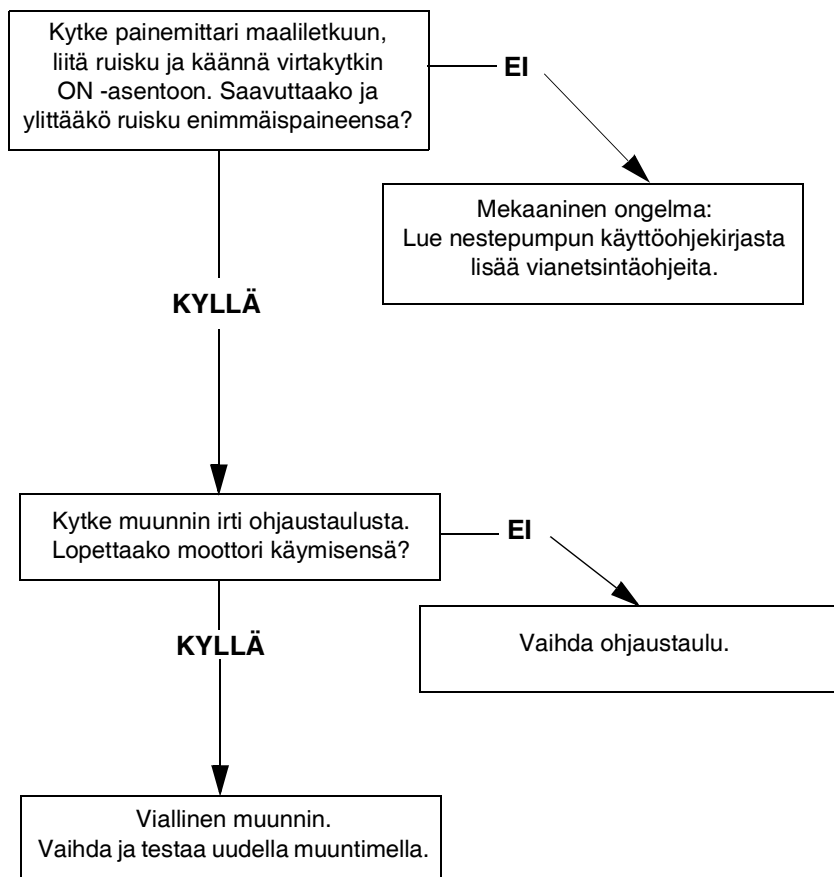 Kytke painemittari maaliletkuun,
liitä ruisku ja käännä virtakytkin
ON -asentoon. Saavuttaako ja
ylittääkö ruisku enimmäispaineensa?
EI
Mekaaninen ongelma:
Lue nestepumpun käyttöohjekirjasta
lisää vianetsintäohjeita.
KYLLÄ
Kytke muunnin irti ohjaustaulusta.
Lopettaako moottori käymisensä?
EI
Vaihda ohjaustaulu.
KYLLÄ
Viallinen muunnin.
Vaihda ja testaa uudella muuntimella.